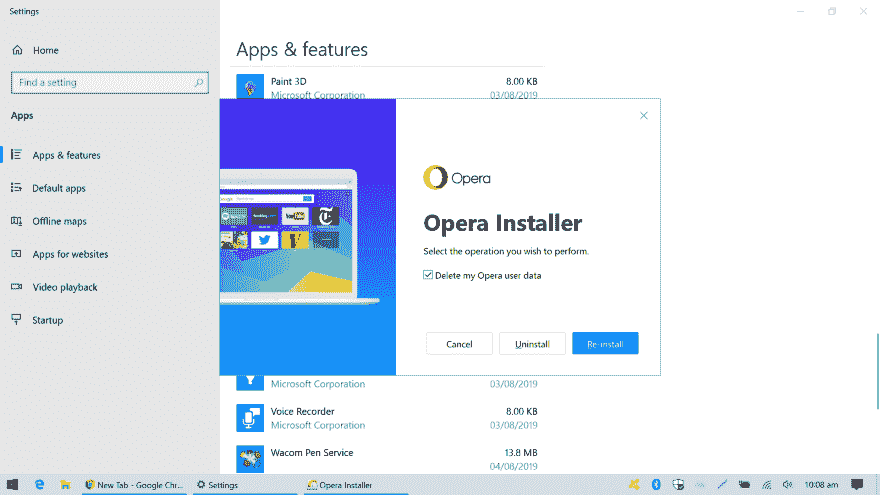 Settings
Home
Find a setting
Apps
Apps & features
Default apps
Offline maps
Apps for websites
Video playback
Startup
Apps & features
Paint 3D 8.00 KB
Microsoft Corporation 03/08/2019
Opera
Opera Installer
Select the operation you wish to perform.
Delete my Opera user data
Cancel Uninstall Re-install
Microsoft Corporation 03/08/2019
Voice Recorder 8.00 KB
Microsoft Corporation 03/08/2019
Wacom Pen Service 13.8 MB
04/08/2019
New Tab - Google Chr... Settings Opera Installer 10:08 am